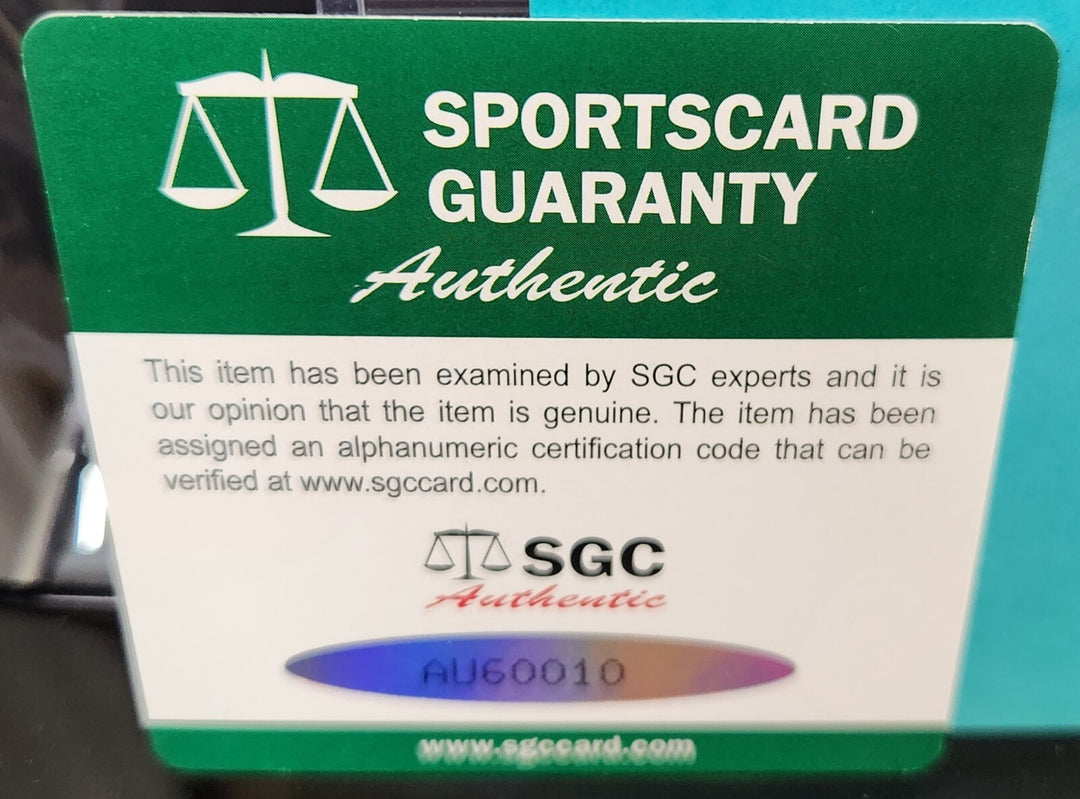 SPORTSCARD
GUARANTY
Authentic
This item has been examined by SGC experts and it is
our opinion that the item is genuine. The item has been
assigned an alphanumeric certification code that can be
verified at www.sgccard.com.
SGC
Authentic
AU60010
www.sgccard.com